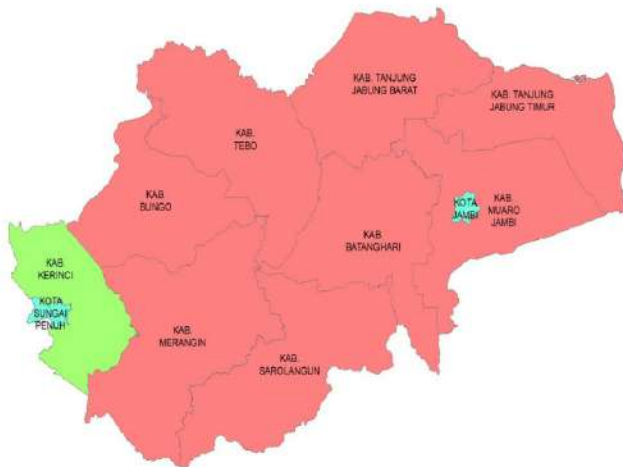 KAB. TANJUNG
JABUNG BARAT
KAB. TANJUNG
JABUNG TIMUR
KAB.
TEBO
KAB.
BUNGO
KOTA
JAMBI
KAB.
MUARO
JAMBI
KAB.
BATANGHARI
KAB.
KERINCI
KOTA
SUNGAI
PENUH
KAB.
MERANGIN
KAB.
SAROLANGUN